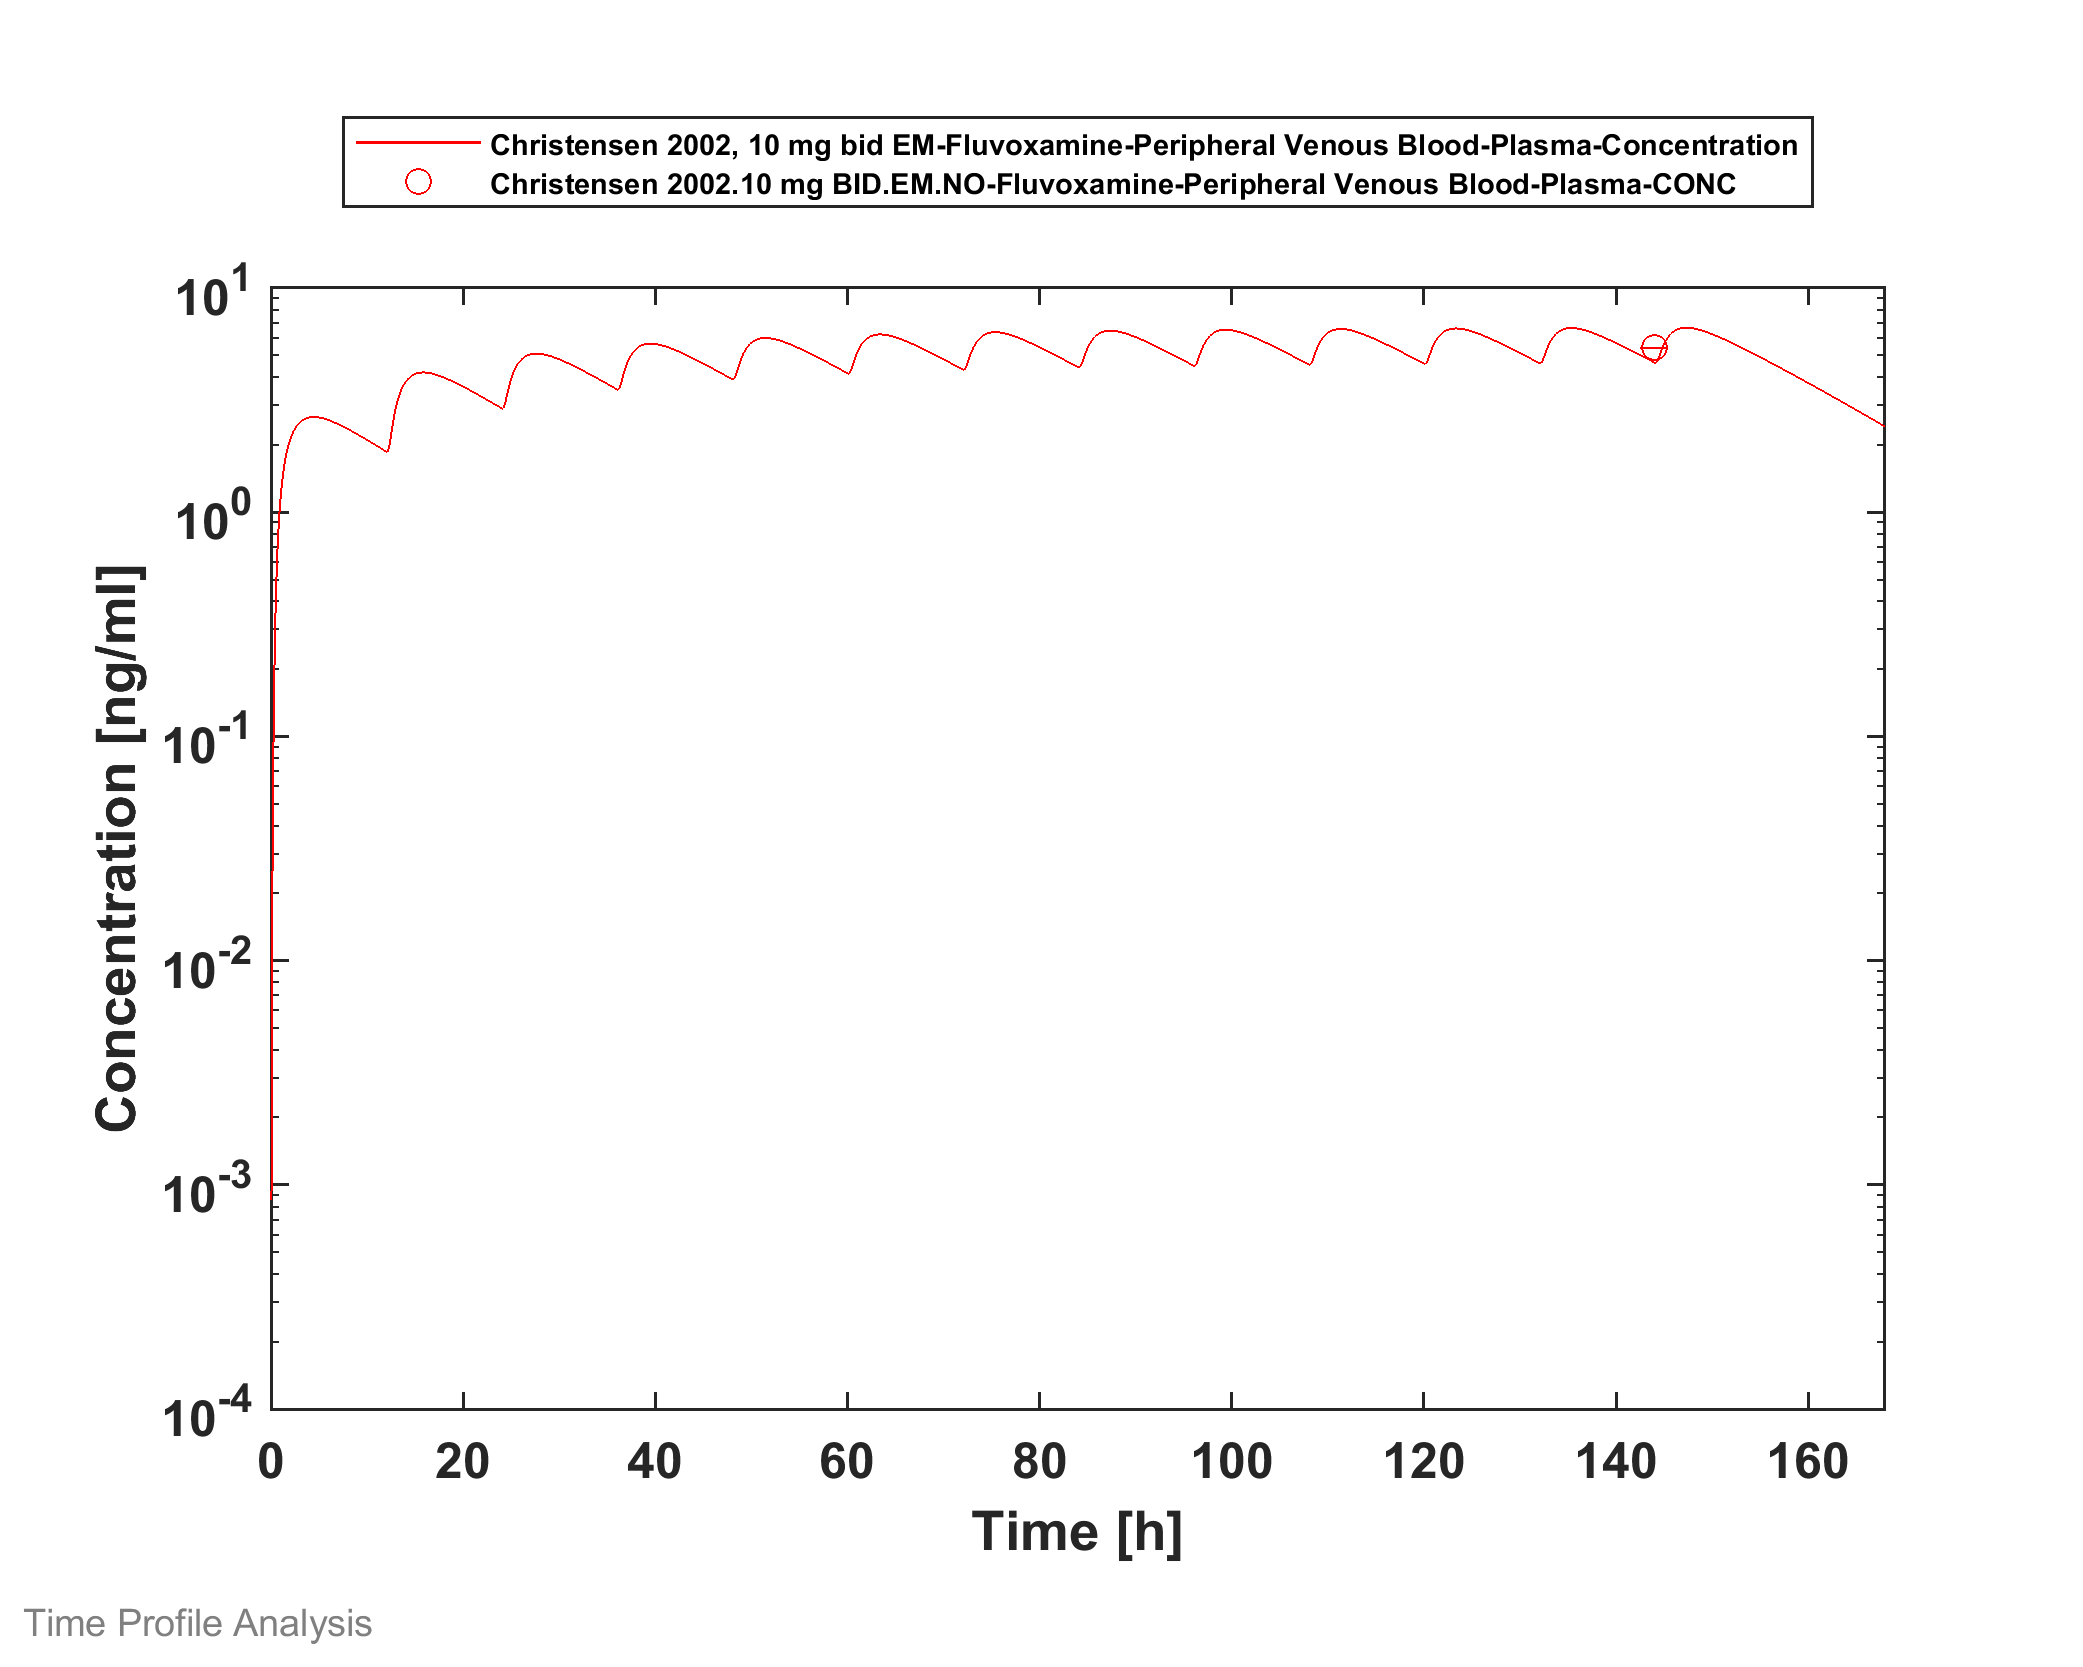 Christensen 2002, 10 mg bid EM-Fluvoxamine-Peripheral Venous Blood-Plasma-Concentration
Christensen 2002.10 mg BID.EM.NO-Fluvoxamine-Peripheral Venous Blood-Plasma-CONC
10^1
10^0
10^-1
10^-2
10^-3
10^-4
Concentration [ng/ml]
0 20 40 60 80 100 120 140 160
Time [h]
Time Profile Analysis